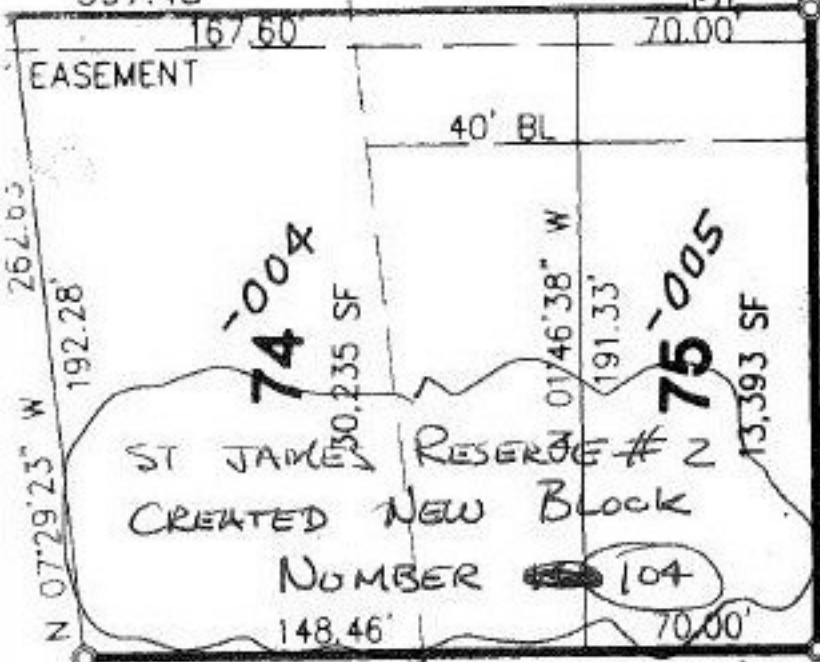 167.60'
70.00'
EASEMENT
40' BL
262.65
192.28'
N 07°29'23" W
74
-004
30,235 SF
01°46'38" W
191.33'
75
-005
13,393 SF
ST JAMES RESERVE # 2
CREATED NEW BLOCK
NUMBER 104
148.46'
70.00'